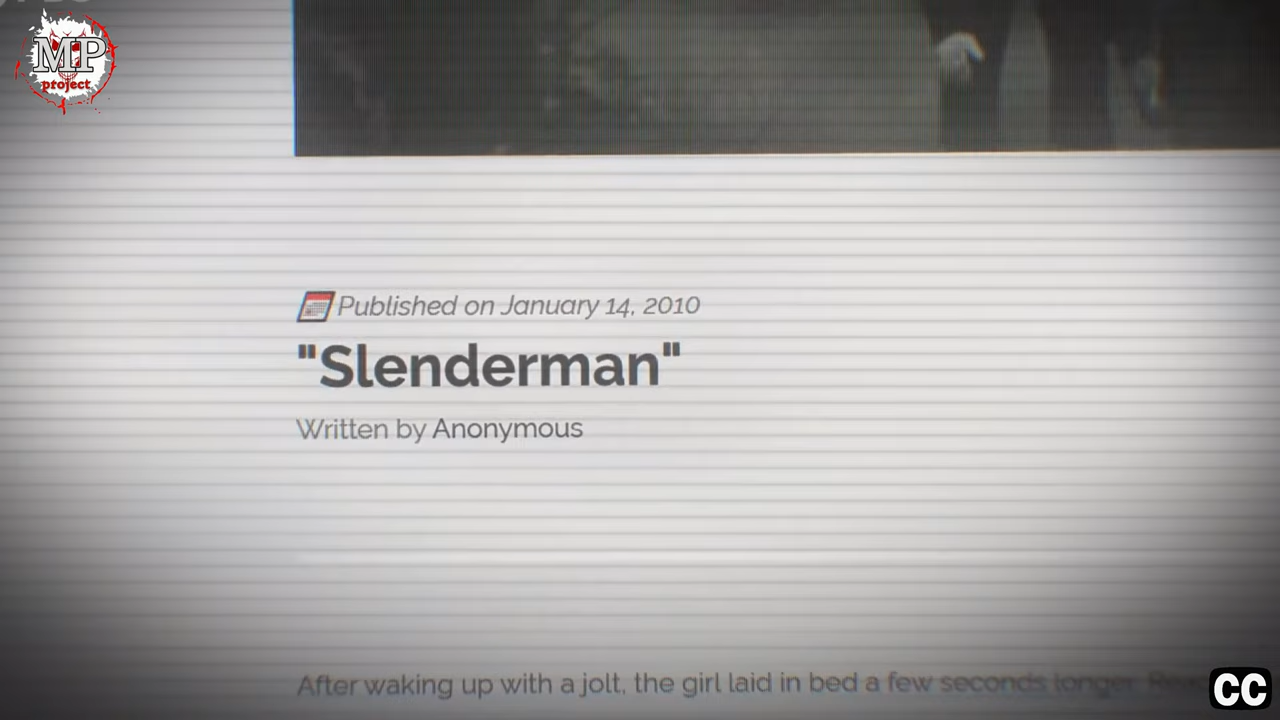 MP
project
Published on January 14, 2010
"Slenderman"
Written by Anonymous
After waking up with a jolt, the girl laid in bed a few seconds longer.
CC